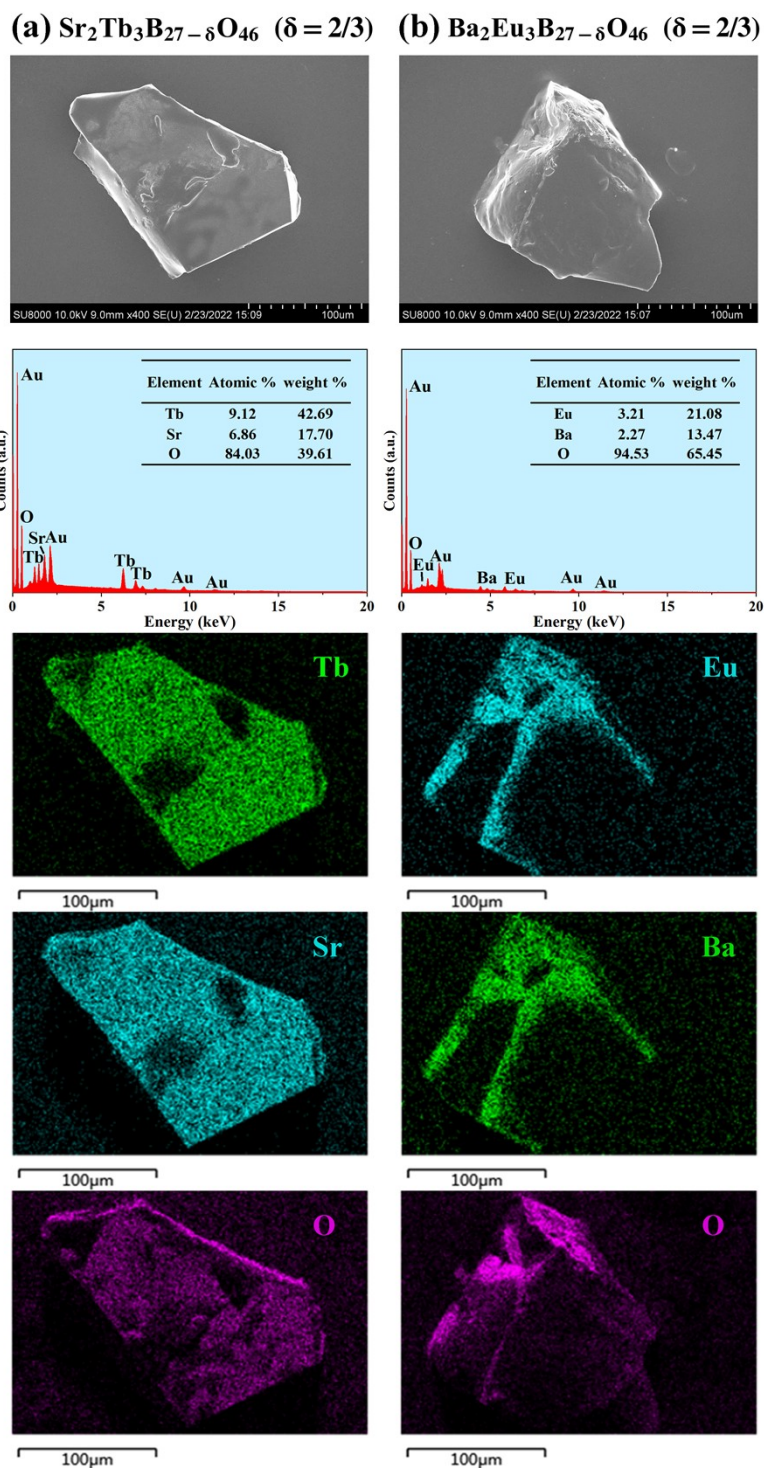 (a) Sr₂Tb₃B₂₇₋δO₄₆ (δ = 2/3)
(b) Ba₂Eu₃B₂₇₋δO₄₆ (δ = 2/3)
SU8000 10.0kV 9.0mm x400 SE(U) 2/23/2022 15:09 100um
SU8000 10.0kV 9.0mm x400 SE(U) 2/23/2022 15:07 100um
Counts (a.u.)
Au
O
Sr
Tb
Au
Tb
Tb
Au
Au
Element Atomic % weight %
Tb 9.12 42.69
Sr 6.86 17.70
O 84.03 39.61
0 5 10 15 20
Energy (keV)
Counts (a.u.)
Au
O
Eu
Au
Ba
Eu
Au
Au
Element Atomic % weight %
Eu 3.21 21.08
Ba 2.27 13.47
O 94.53 65.45
0 5 10 15 20
Energy (keV)
Tb
100µm
Eu
100µm
Sr
100µm
Ba
100µm
O
100µm
O
100µm